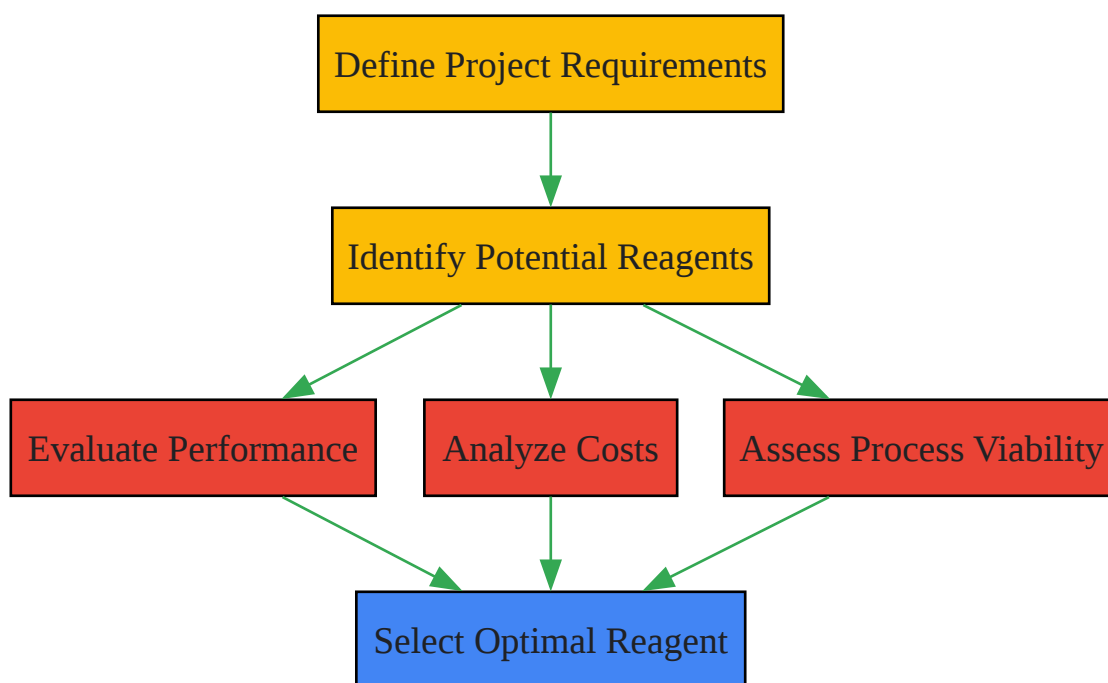 Define Project Requirements
Identify Potential Reagents
Evaluate Performance
Analyze Costs
Assess Process Viability
Select Optimal Reagent